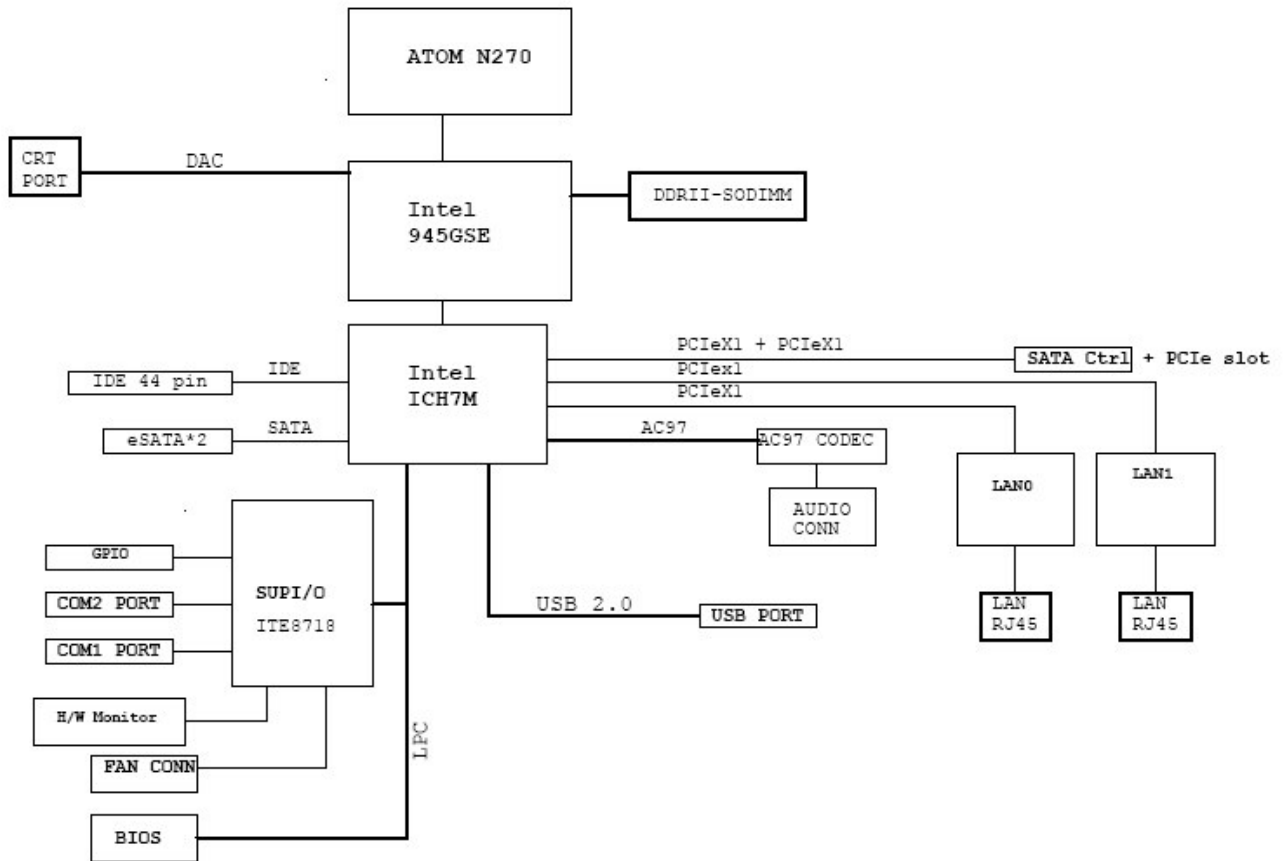 ATOM N270
CRT
PORT
DAC
DDRII-SODIMM
Intel
945GSE
PCIeX1 + PCIeX1
SATA Ctrl + PCIe slot
IDE
IDE 44 pin
Intel
ICH7M
PCIex1
PCIeX1
SATA
eSATA*2
AC97
AC97 CODEC
LAN0
LAN1
AUDIO
CONN
GPIO
SUPI/O
ITE8718
COM2 PORT
COM1 PORT
USB 2.0
USB PORT
LAN
RJ45
LAN
RJ45
H/W Monitor
LPC
FAN CONN
BIOS